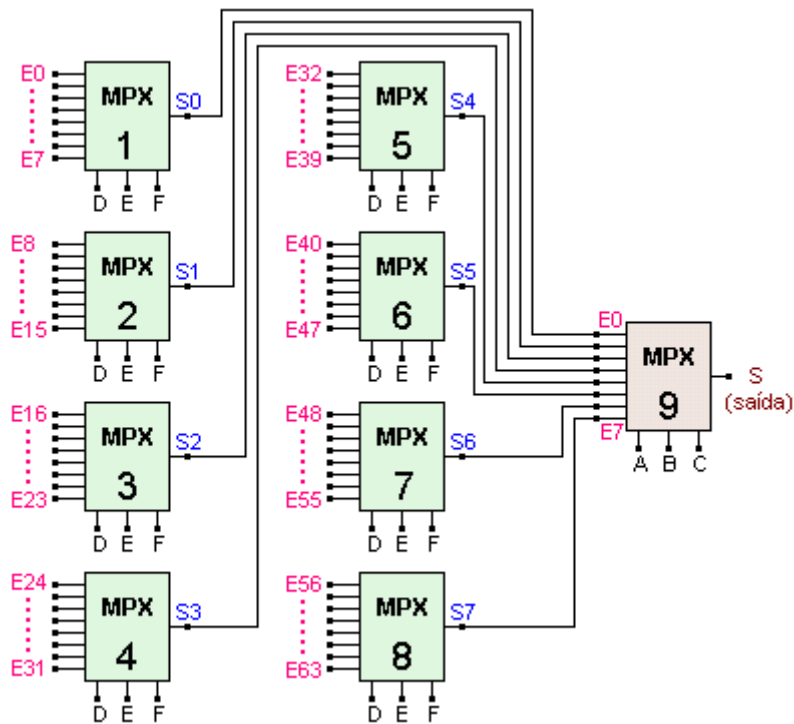 E0
MPX
1
S0
E7
D E F
E32
MPX
5
S4
E39
D E F
E8
MPX
2
S1
E15
D E F
E40
MPX
6
S5
E47
D E F
E16
MPX
3
S2
E23
D E F
E48
MPX
7
S6
E55
D E F
E24
MPX
4
S3
E31
D E F
E56
MPX
8
S7
E63
D E F
E0
MPX
9
E7
A B C
S
(saída)